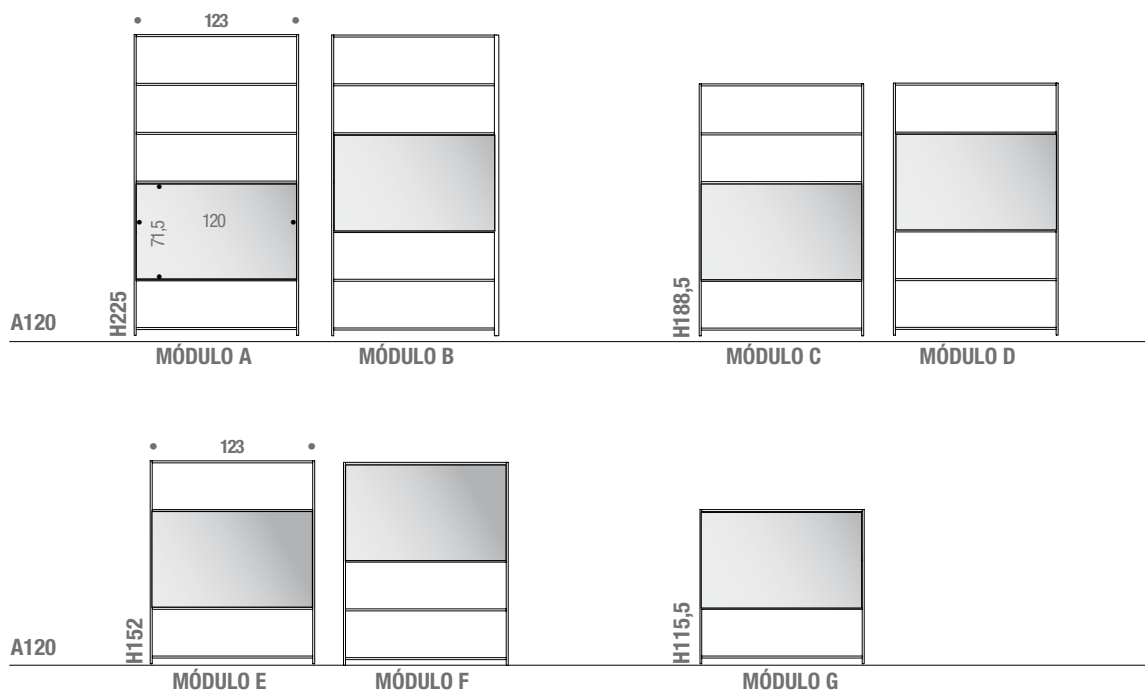 123
71,5
120
H225
H188,5
A120
MÓDULO A
MÓDULO B
MÓDULO C
MÓDULO D
123
H152
H115,5
A120
MÓDULO E
MÓDULO F
MÓDULO G